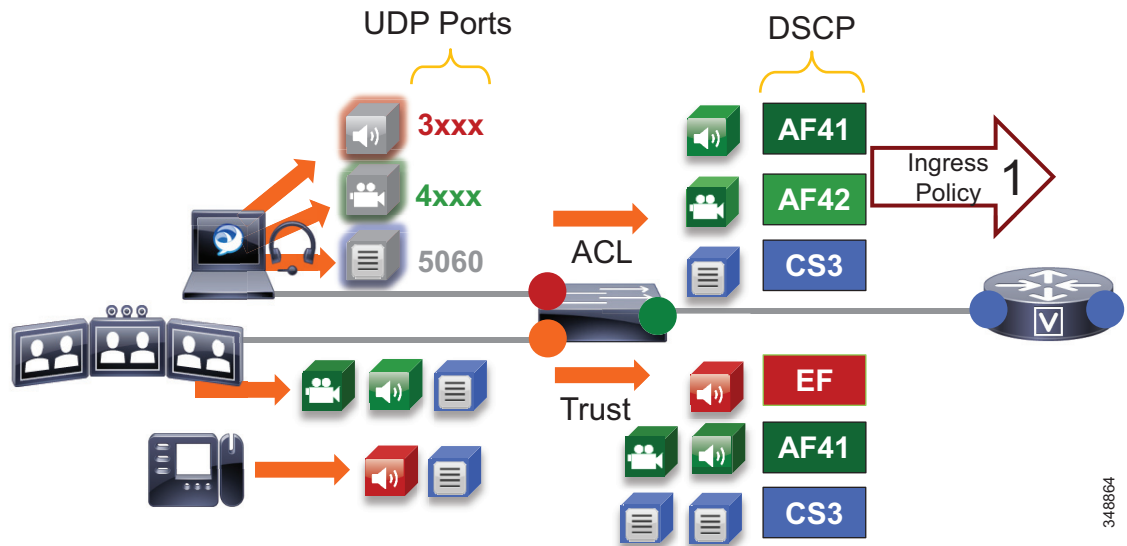 UDP Ports
DSCP
3xxx
4xxx
5060
ACL
AF41
AF42
CS3
Ingress
Policy
1
V
Trust
EF
AF41
CS3
348864